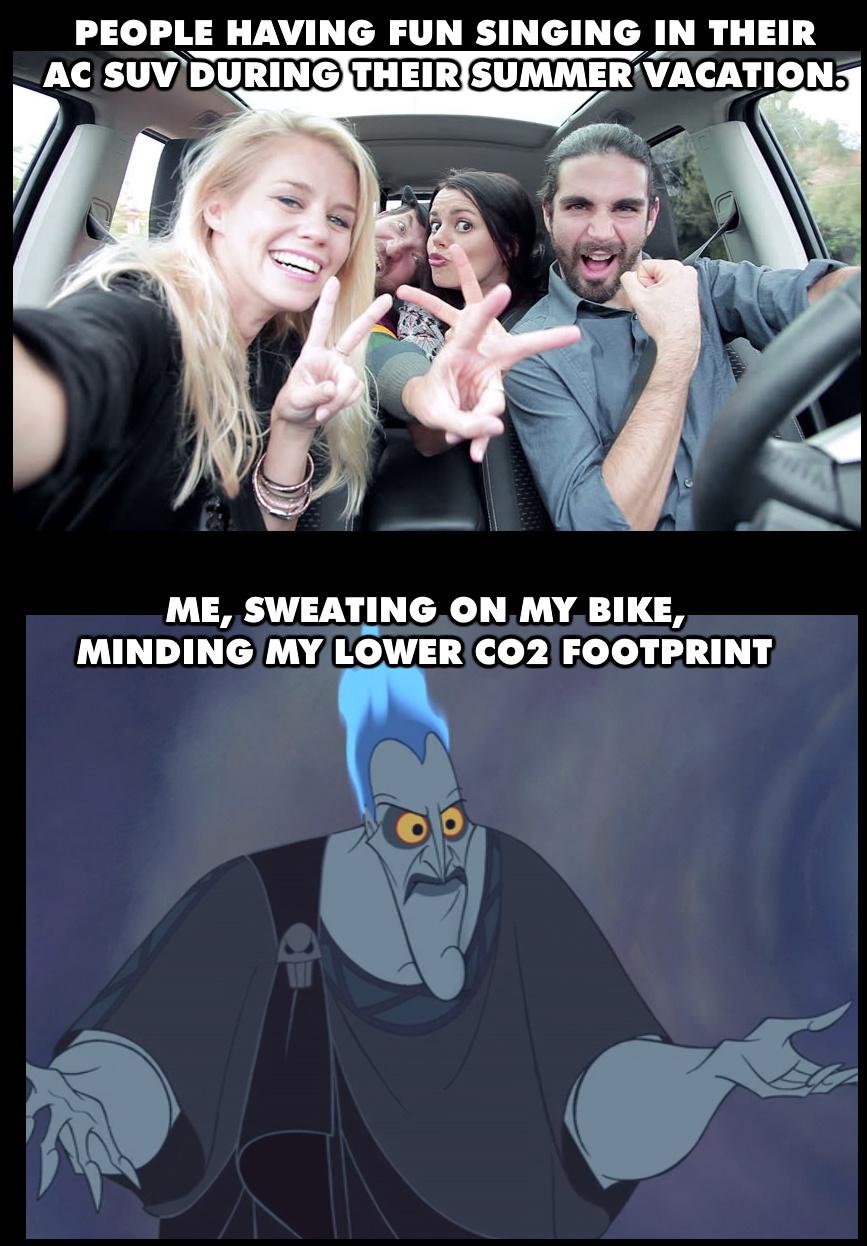 PEOPLE HAVING FUN SINGING IN THEIR
AC SUV DURING THEIR SUMMER VACATION.
ME, SWEATING ON MY BIKE,
MINDING MY LOWER CO2 FOOTPRINT